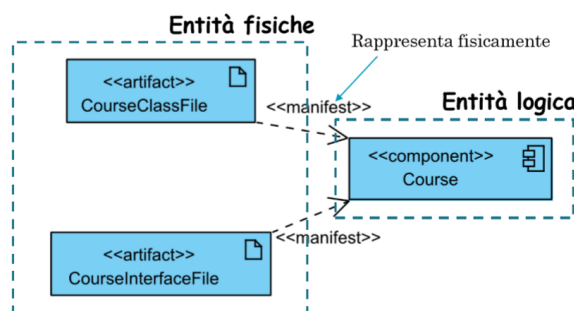 Entità fisiche
Rappresenta fisicamente
<<artifact>>
CourseClassFile
<<manifest>>
Entità logica
<<component>>
Course
<<manifest>>
<<artifact>>
CourseInterfaceFile